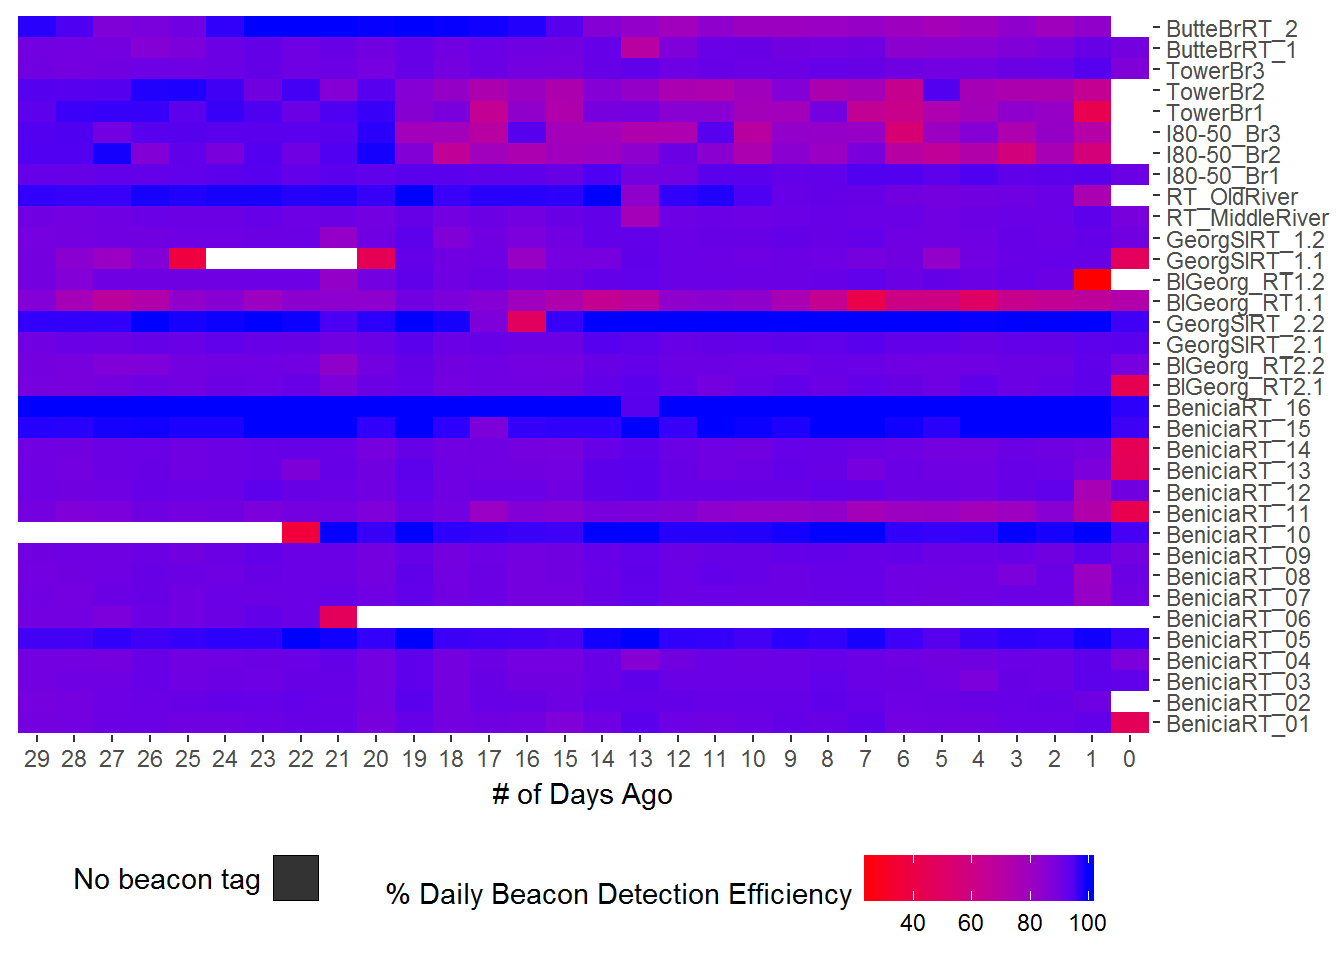 ButteBrRT_2
ButteBrRT_1
TowerBr3
TowerBr2
TowerBr1
I80-50_Br3
I80-50_Br2
I80-50_Br1
RT_OldRiver
RT_MiddleRiver
GeorgSlRT_1.2
GeorgSlRT_1.1
BlGeorg_RT1.2
BlGeorg_RT1.1
GeorgSlRT_2.2
GeorgSlRT_2.1
BlGeorg_RT2.2
BlGeorg_RT2.1
BeniciaRT_16
BeniciaRT_15
BeniciaRT_14
BeniciaRT_13
BeniciaRT_12
BeniciaRT_11
BeniciaRT_10
BeniciaRT_09
BeniciaRT_08
BeniciaRT_07
BeniciaRT_06
BeniciaRT_05
BeniciaRT_04
BeniciaRT_03
BeniciaRT_02
BeniciaRT_01
29 28 27 26 25 24 23 22 21 20 19 18 17 16 15 14 13 12 11 10 9 8 7 6 5 4 3 2 1 0
# of Days Ago
No beacon tag
% Daily Beacon Detection Efficiency
40 60 80 100